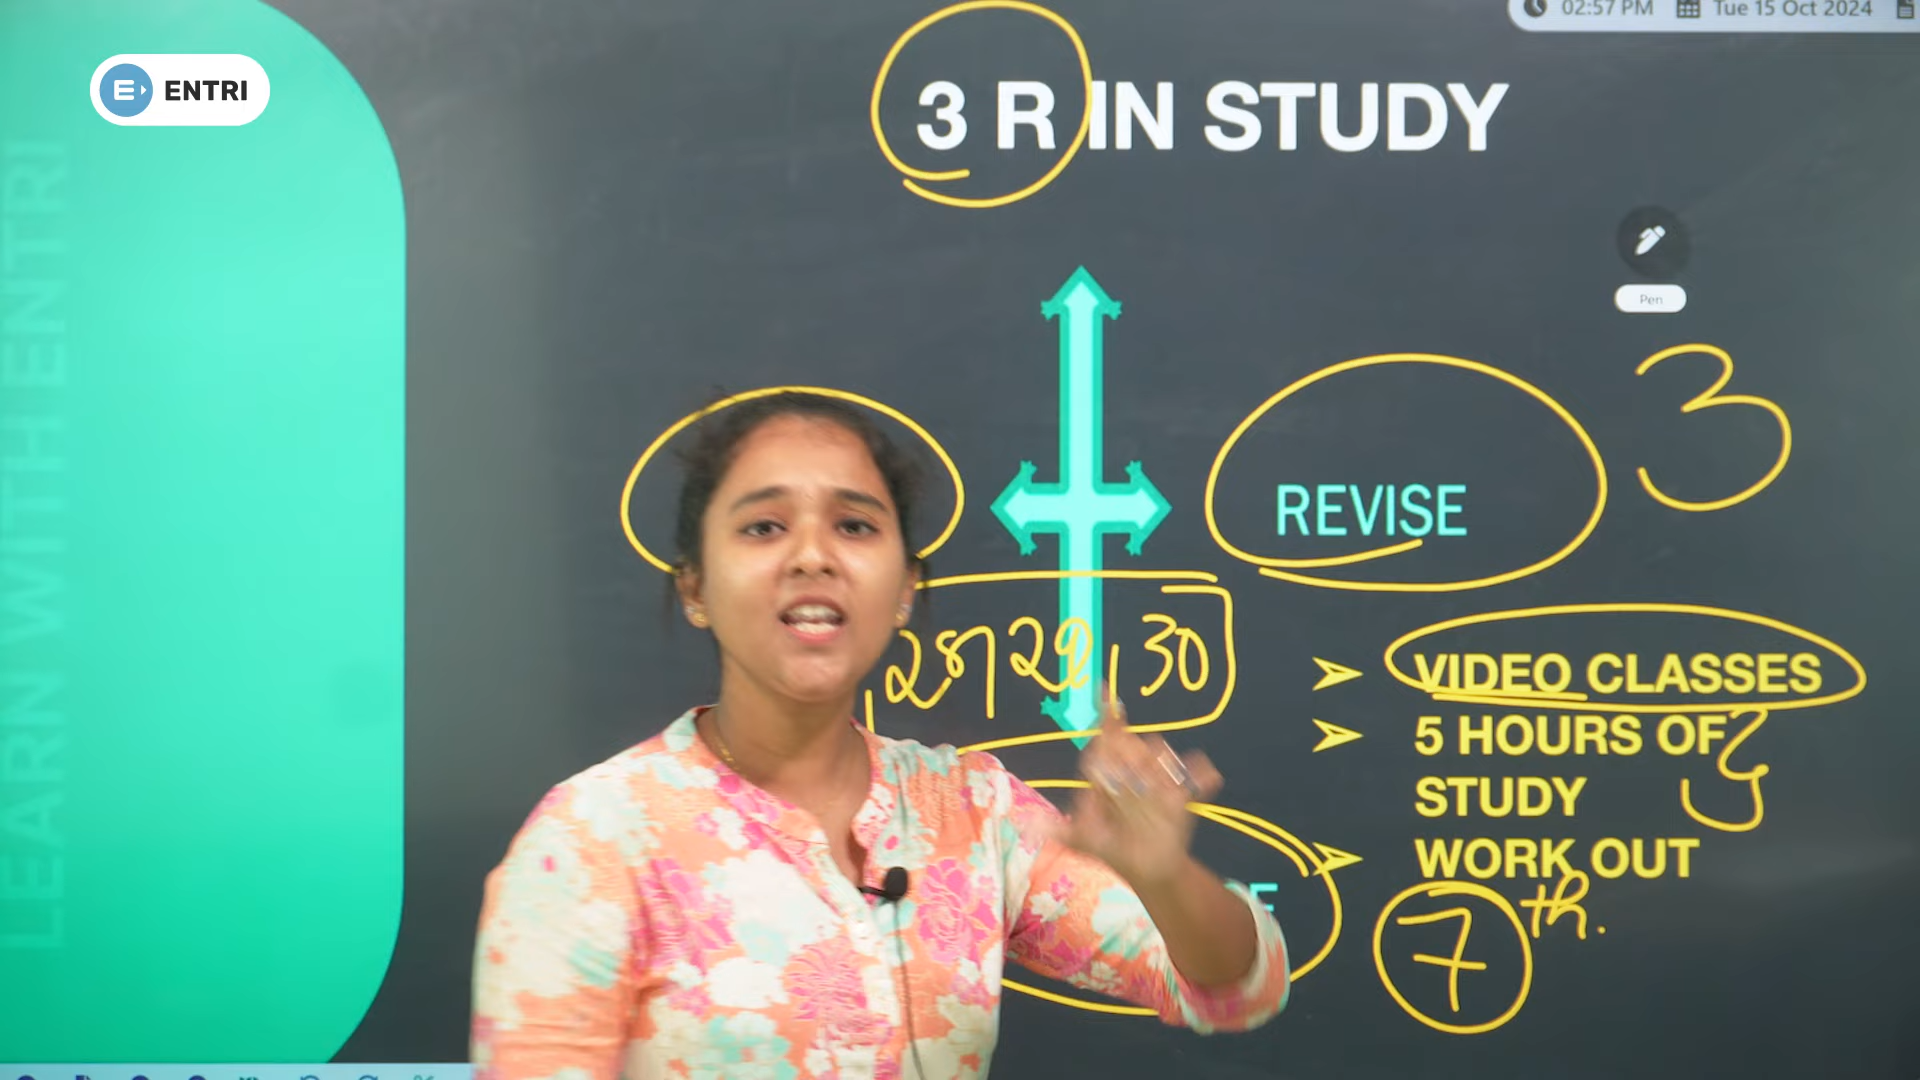 02:57 PM Tue 15 Oct 2024
ENTRI
3 R IN STUDY
LEARN WITH ENTRI
Pen
3
REVISE
28, 29, 30
VIDEO CLASSES
5 HOURS OF
STUDY
WORK OUT
7th.